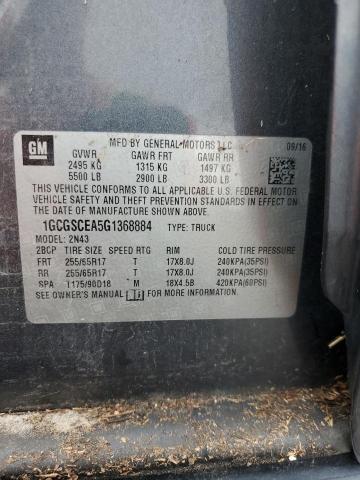 MFD BY GENERAL MOTORS LLC
09/16
GM
GVWR GAWR FRT GAWR RR
2495 KG 1315 KG 1497 KG
5500 LB 2900 LB 3300 LB
THIS VEHICLE CONFORMS TO ALL APPLICABLE U.S. FEDERAL MOTOR
VEHICLE SAFETY AND THEFT PREVENTION STANDARDS IN EFFECT ON
THE DATE OF MANUFACTURE SHOWN ABOVE.
1GCGSCEA5G1368884 TYPE: TRUCK
MODEL: 2N43
2BCP TIRE SIZE SPEED RTG RIM COLD TIRE PRESSURE
FRT 255/65R17 T 17X8.0J 240KPA(35PSI)
RR 255/65R17 T 17X8.0J 240KPA(35PSI)
SPA T175/90D18 M 18X4.5B 420KPA(60PSI)
SEE OWNER'S MANUAL FOR ADDITIONAL INFORMATION.